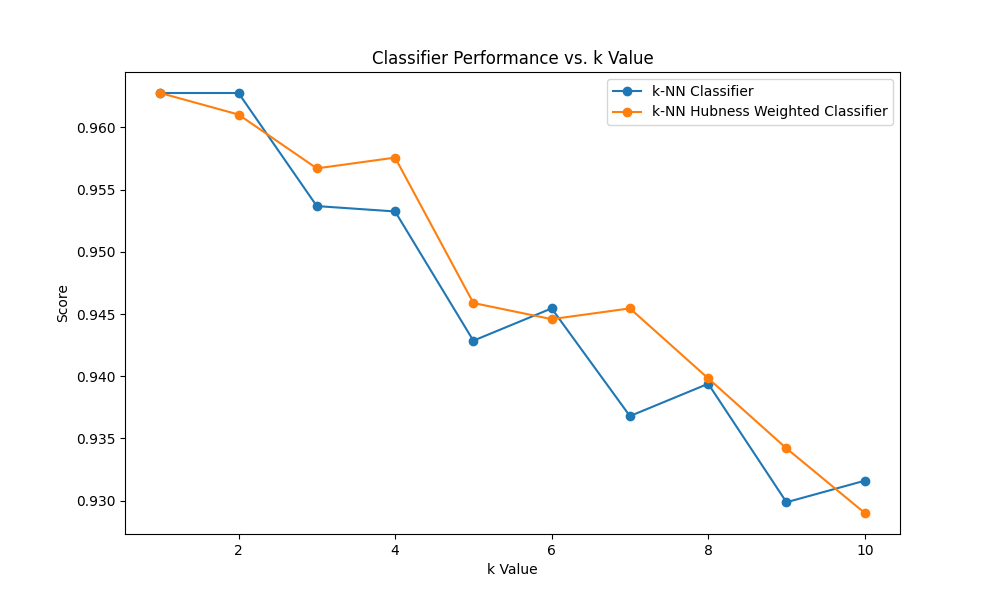 Classifier Performance vs. k Value
k-NN Classifier
k-NN Hubness Weighted Classifier
0.960
0.955
0.950
0.945
0.940
0.935
0.930
Score
2 4 6 8 10
k Value